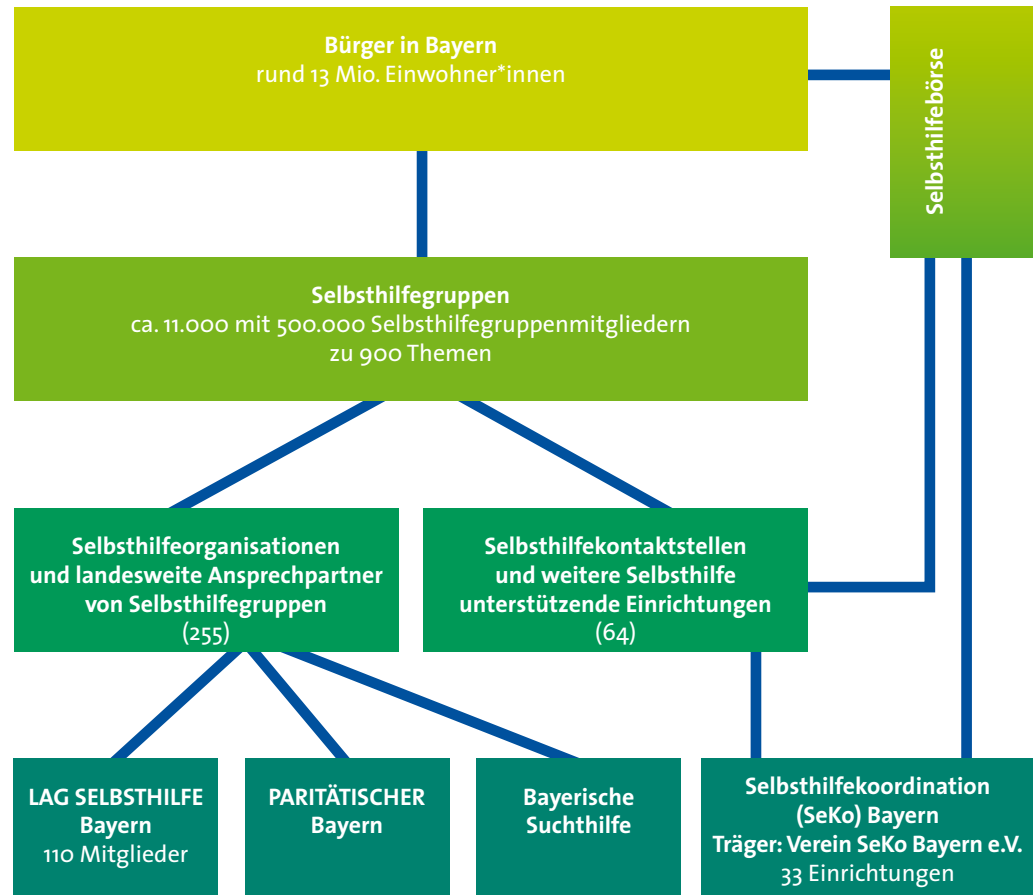 Bürger in Bayern
rund 13 Mio. Einwohner*innen
Selbsthilfebörse
Selbsthilfegruppen
ca. 11.000 mit 500.000 Selbsthilfegruppenmitgliedern
zu 900 Themen
Selbsthilfeorganisationen
und landesweite Ansprechpartner
von Selbsthilfegruppen
(255)
Selbsthilfekontaktstellen
und weitere Selbsthilfe
unterstützende Einrichtungen
(64)
LAG SELBSTHILFE
Bayern
110 Mitglieder
PARITÄTISCHER
Bayern
Bayerische
Suchthilfe
Selbsthilfekoordination
(SeKo) Bayern
Träger: Verein SeKo Bayern e.V.
33 Einrichtungen